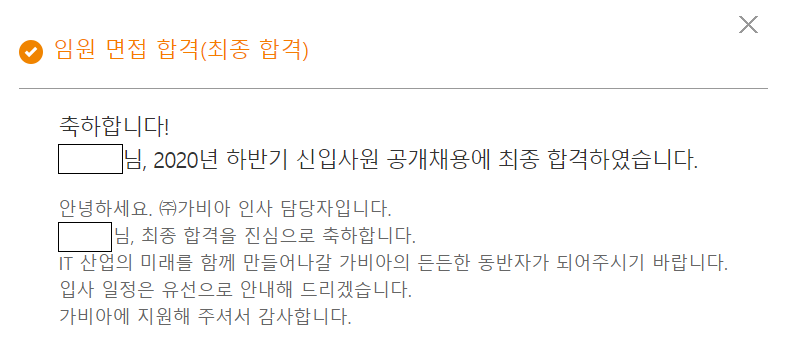 임원 면접 합격(최종 합격)
축하합니다!
님, 2020년 하반기 신입사원 공개채용에 최종 합격하였습니다.
안녕하세요. ㈜가비아 인사 담당자입니다.
님, 최종 합격을 진심으로 축하합니다.
IT 산업의 미래를 함께 만들어나갈 가비아의 든든한 동반자가 되어주시기 바랍니다.
입사 일정은 유선으로 안내해 드리겠습니다.
가비아에 지원해 주셔서 감사합니다.